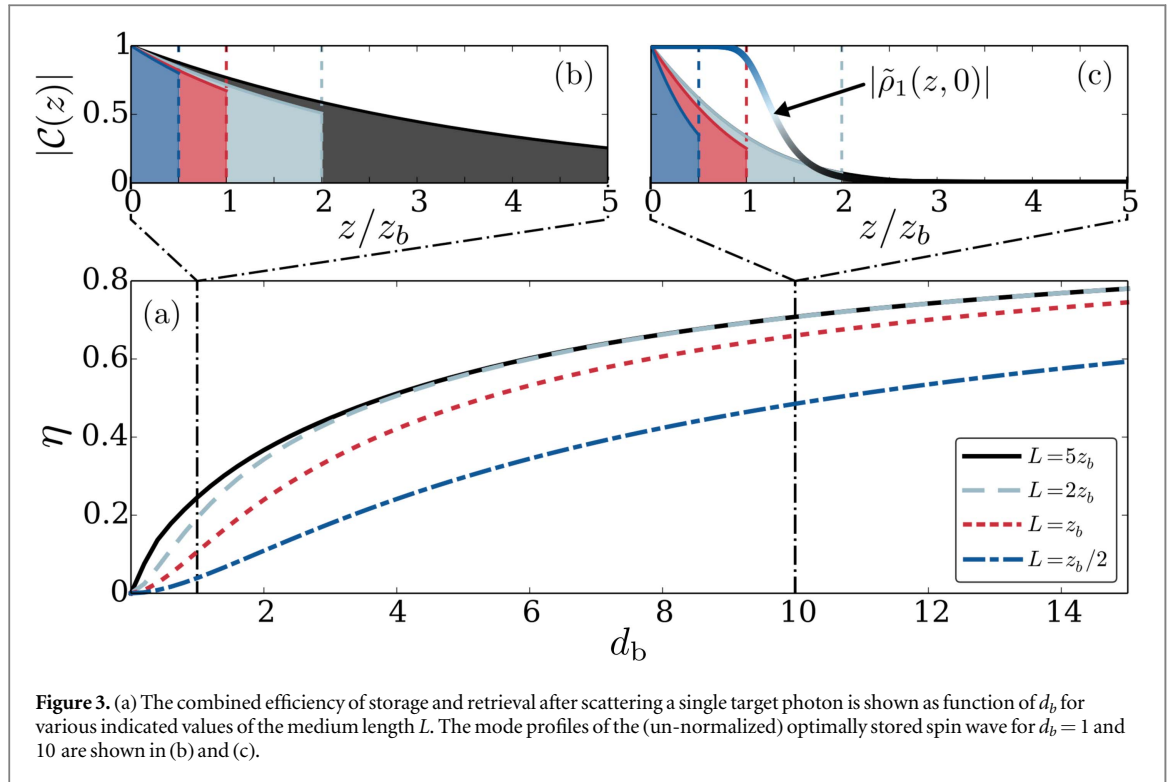 |C(z)|
1
0.5
0
(b)
0 1 2 3 4 5
z/z_b
(c)
|ρ̃₁(z, 0)|
0 1 2 3 4 5
z/z_b
(a)
η
0.8
0.6
0.4
0.2
0
2 4 6 8 10 12 14
d_b
L=5z_b
L=2z_b
L=z_b
L=z_b/2
Figure 3. (a) The combined efficiency of storage and retrieval after scattering a single target photon is shown as function of d_b for
various indicated values of the medium length L. The mode profiles of the (un-normalized) optimally stored spin wave for d_b = 1 and
10 are shown in (b) and (c).